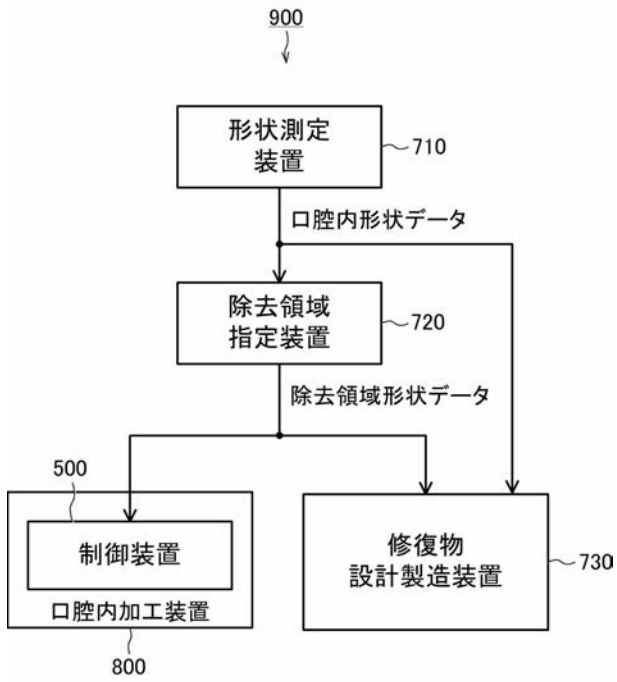 900
形状測定
装置
710
口腔内形状データ
除去領域
指定装置
720
除去領域形状データ
500
制御装置
口腔内加工装置
800
修復物
設計製造装置
730